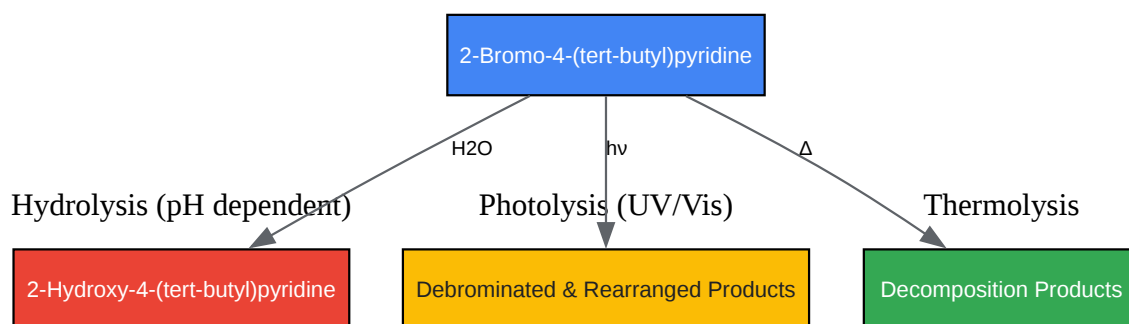 2-Bromo-4-(tert-butyl)pyridine
H2O
hν
Δ
Hydrolysis (pH dependent)
Photolysis (UV/Vis)
Thermolysis
2-Hydroxy-4-(tert-butyl)pyridine
Debrominated & Rearranged Products
Decomposition Products